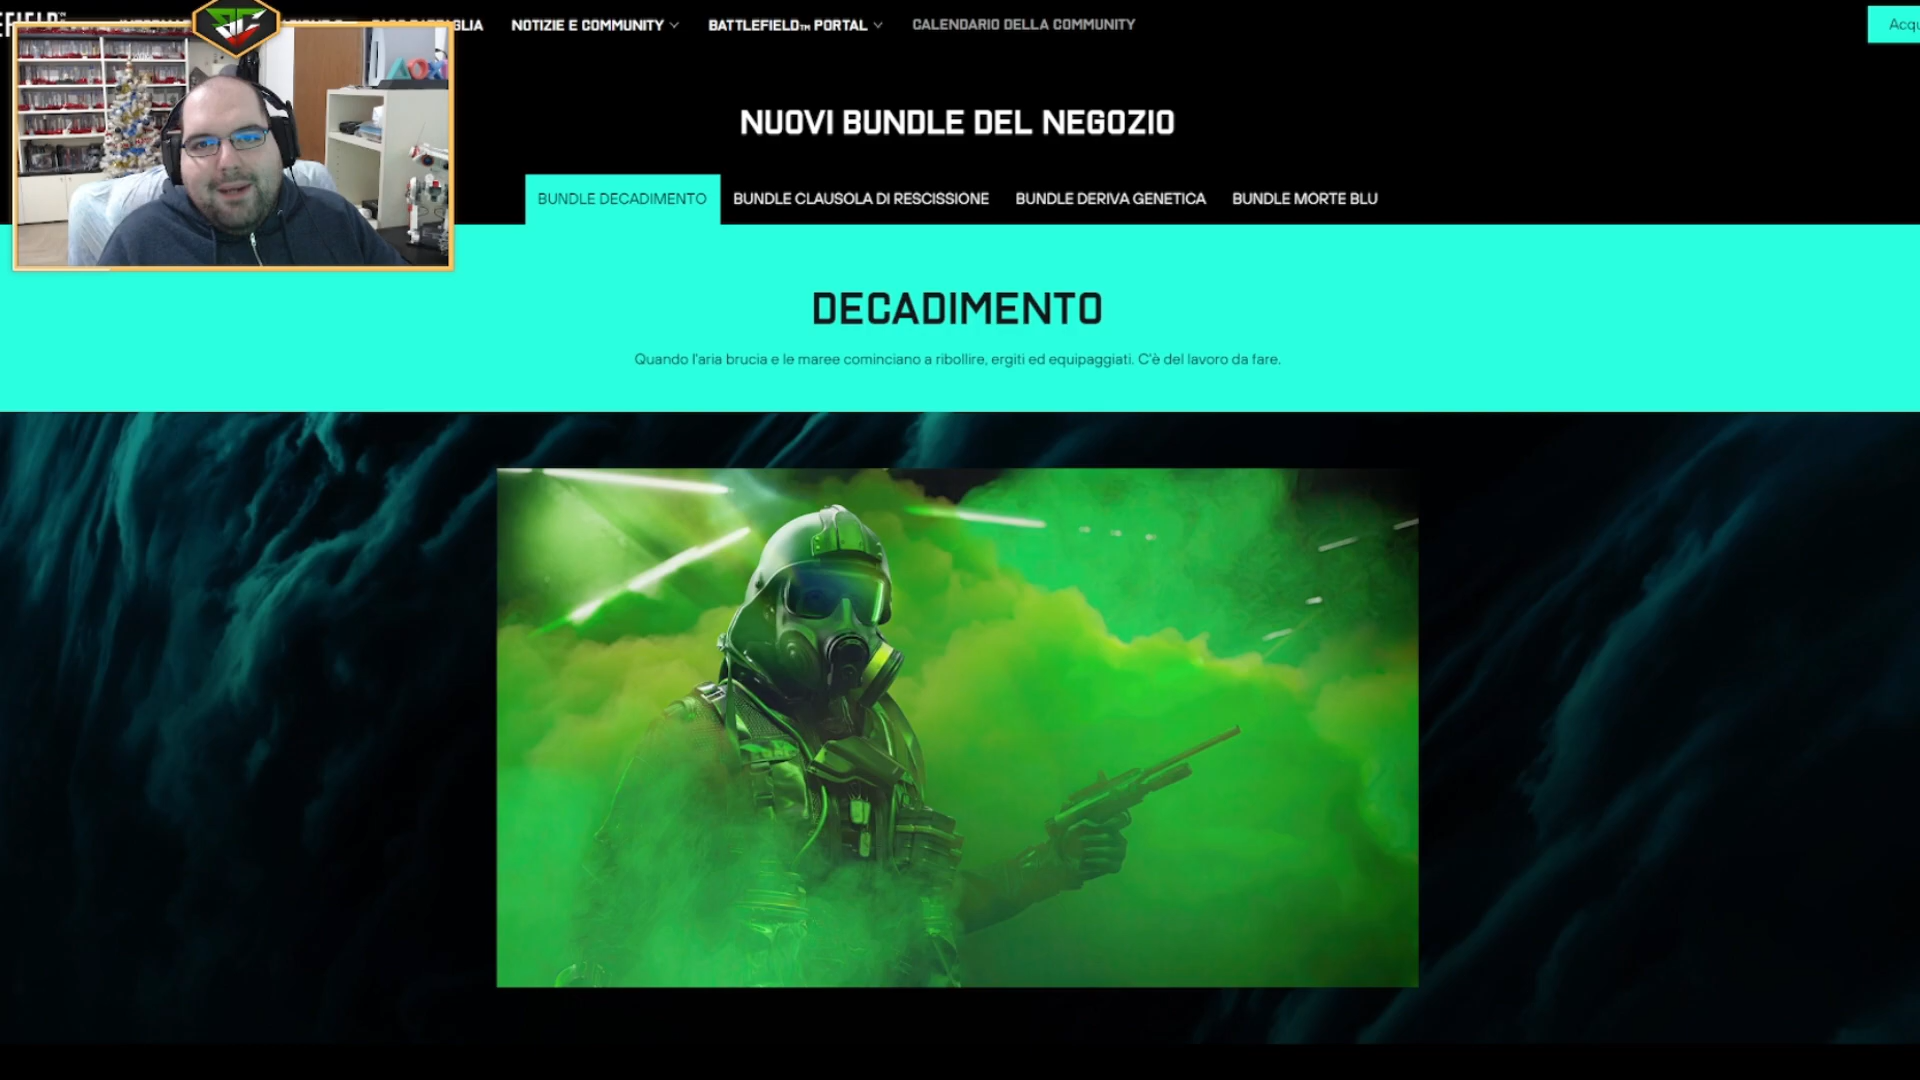 NOTIZIE E COMMUNITY
BATTLEFIELD™ PORTAL
CALENDARIO DELLA COMMUNITY
NUOVI BUNDLE DEL NEGOZIO
BUNDLE DECADIMENTO
BUNDLE CLAUSOLA DI RESCISSIONE
BUNDLE DERIVA GENETICA
BUNDLE MORTE BLU
DECADIMENTO
Quando l'aria brucia e le maree cominciano a ribollire, ergiti ed equipaggiati. C'è del lavoro da fare.